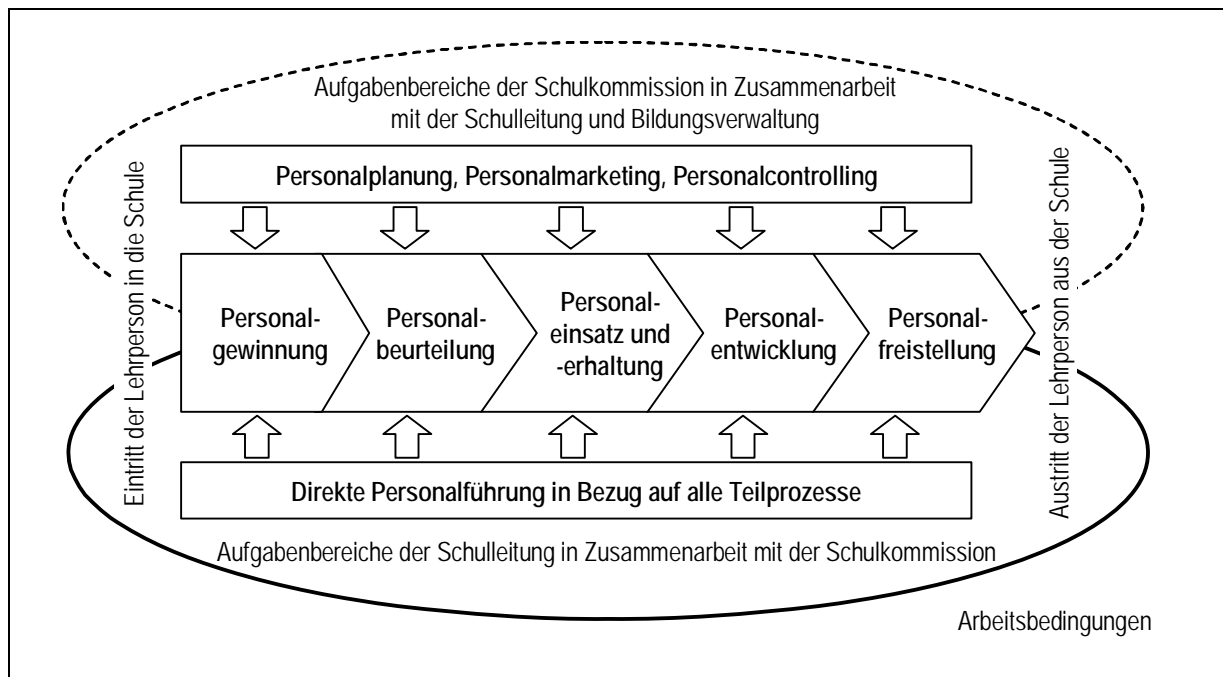 Aufgabenbereiche der Schulkommission in Zusammenarbeit
mit der Schulleitung und Bildungsverwaltung
Eintritt der Lehrperson in die Schule
Personalplanung, Personalmarketing, Personalcontrolling
Personal-
gewinnung
Personal-
beurteilung
Personal-
einsatz und
-erhaltung
Personal-
entwicklung
Personal-
freistellung
Austritt der Lehrperson aus der Schule
Direkte Personalführung in Bezug auf alle Teilprozesse
Aufgabenbereiche der Schulleitung in Zusammenarbeit mit der Schulkommission
Arbeitsbedingungen